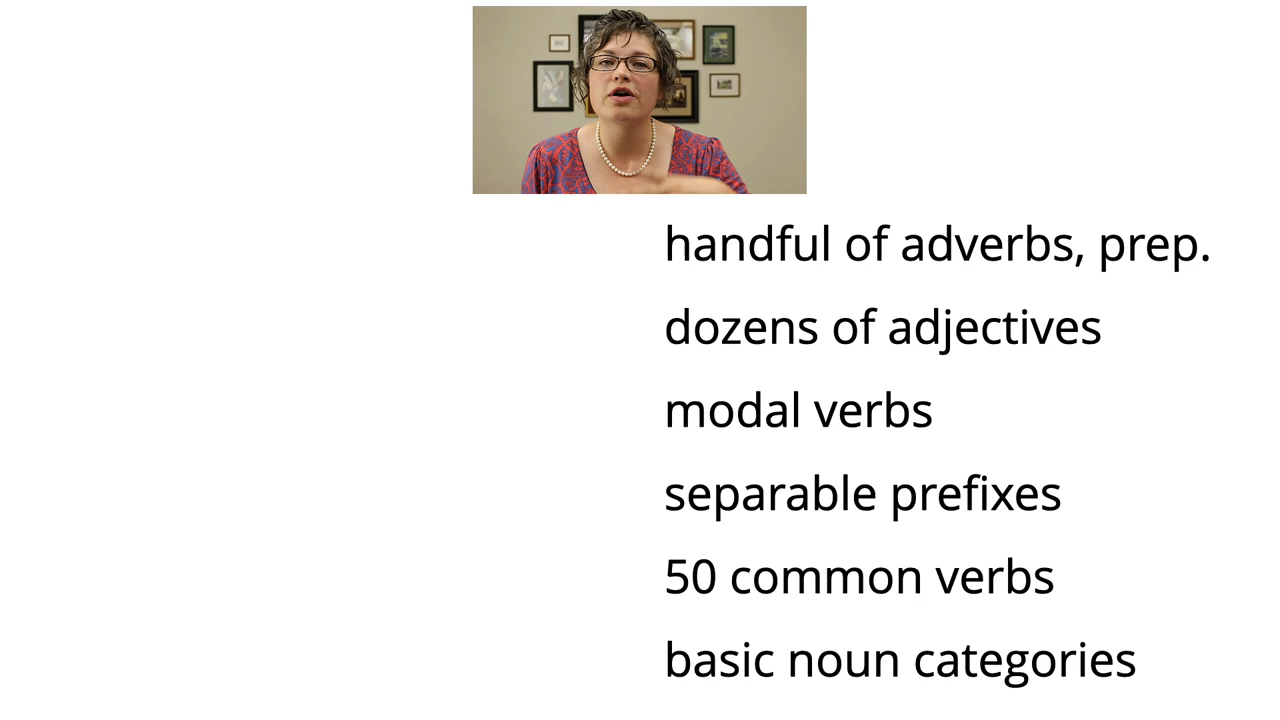 handful of adverbs, prep.
dozens of adjectives
modal verbs
separable prefixes
50 common verbs
basic noun categories